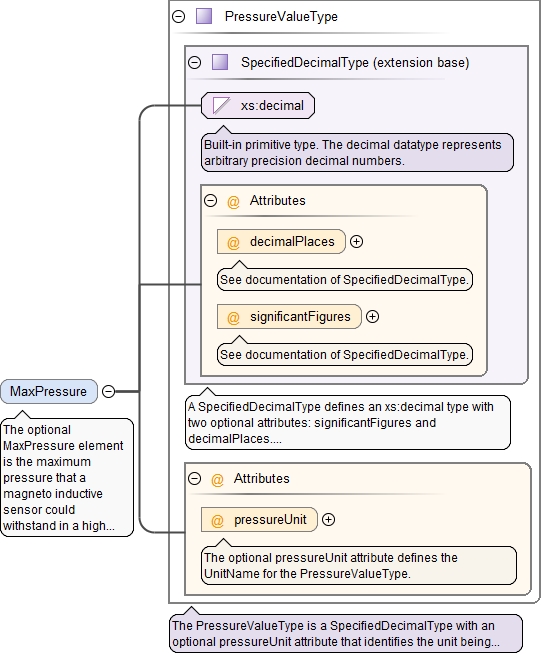 PressureValueType
SpecifiedDecimalType (extension base)
xs:decimal
Built-in primitive type. The decimal datatype represents
arbitrary precision decimal numbers.
@ Attributes
@ decimalPlaces
See documentation of SpecifiedDecimalType.
@ significantFigures
See documentation of SpecifiedDecimalType.
MaxPressure
The optional
MaxPressure element
is the maximum
pressure that a
magneto inductive
sensor could
withstand in a high...
A SpecifiedDecimalType defines an xs:decimal type with
two optional attributes: significantFigures and
decimalPlaces....
@ Attributes
@ pressureUnit
The optional pressureUnit attribute defines the
UnitName for the PressureValueType.
The PressureValueType is a SpecifiedDecimalType with an
optional pressureUnit attribute that identifies the unit being...